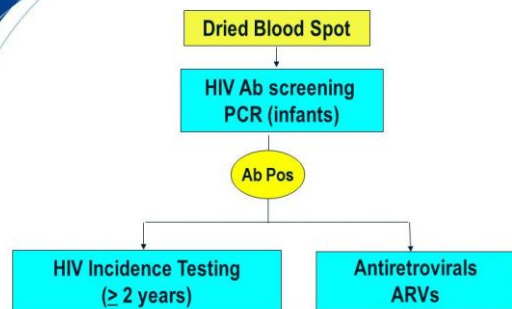 Dried Blood Spot
HIV Ab screening
PCR (infants)
Ab Pos
HIV Incidence Testing
(≥ 2 years)
Antiretrovirals
ARVs